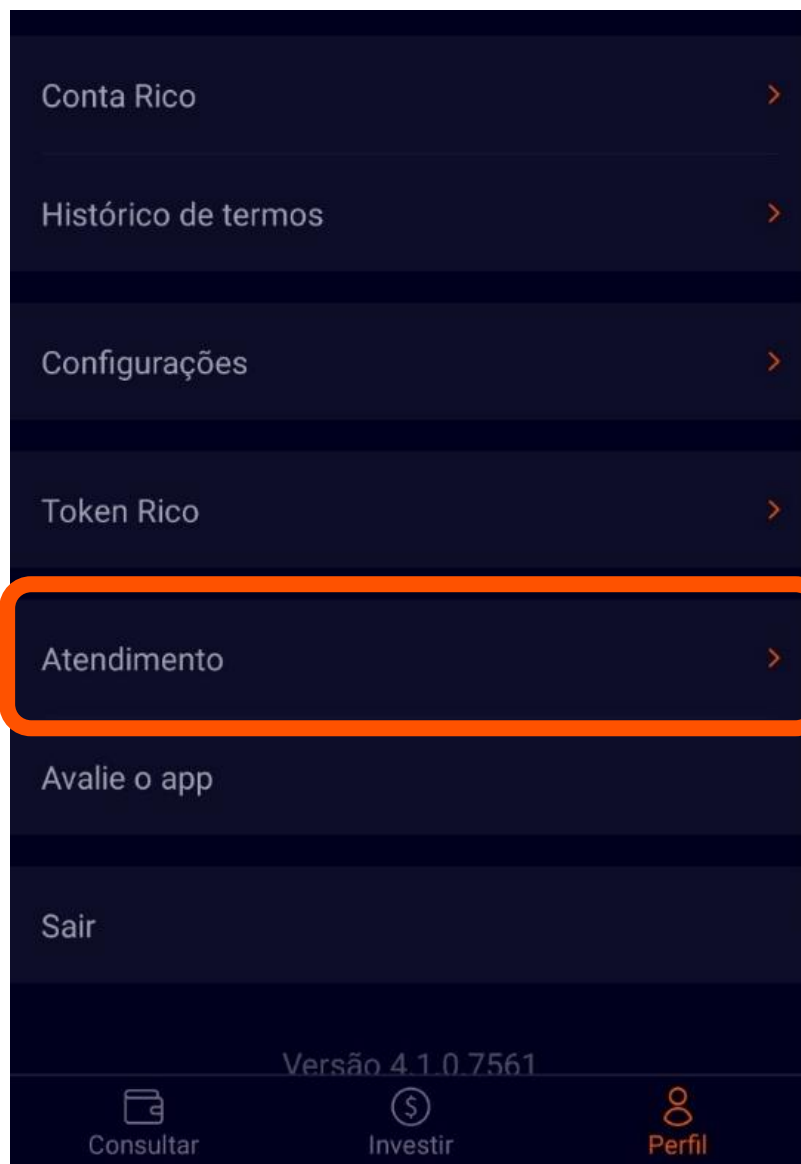 Conta Rico
Histórico de termos
Configurações
Token Rico
Atendimento
Avalie o app
Sair
Versão 4.1.0.7561
Consultar
Investir
Perfil